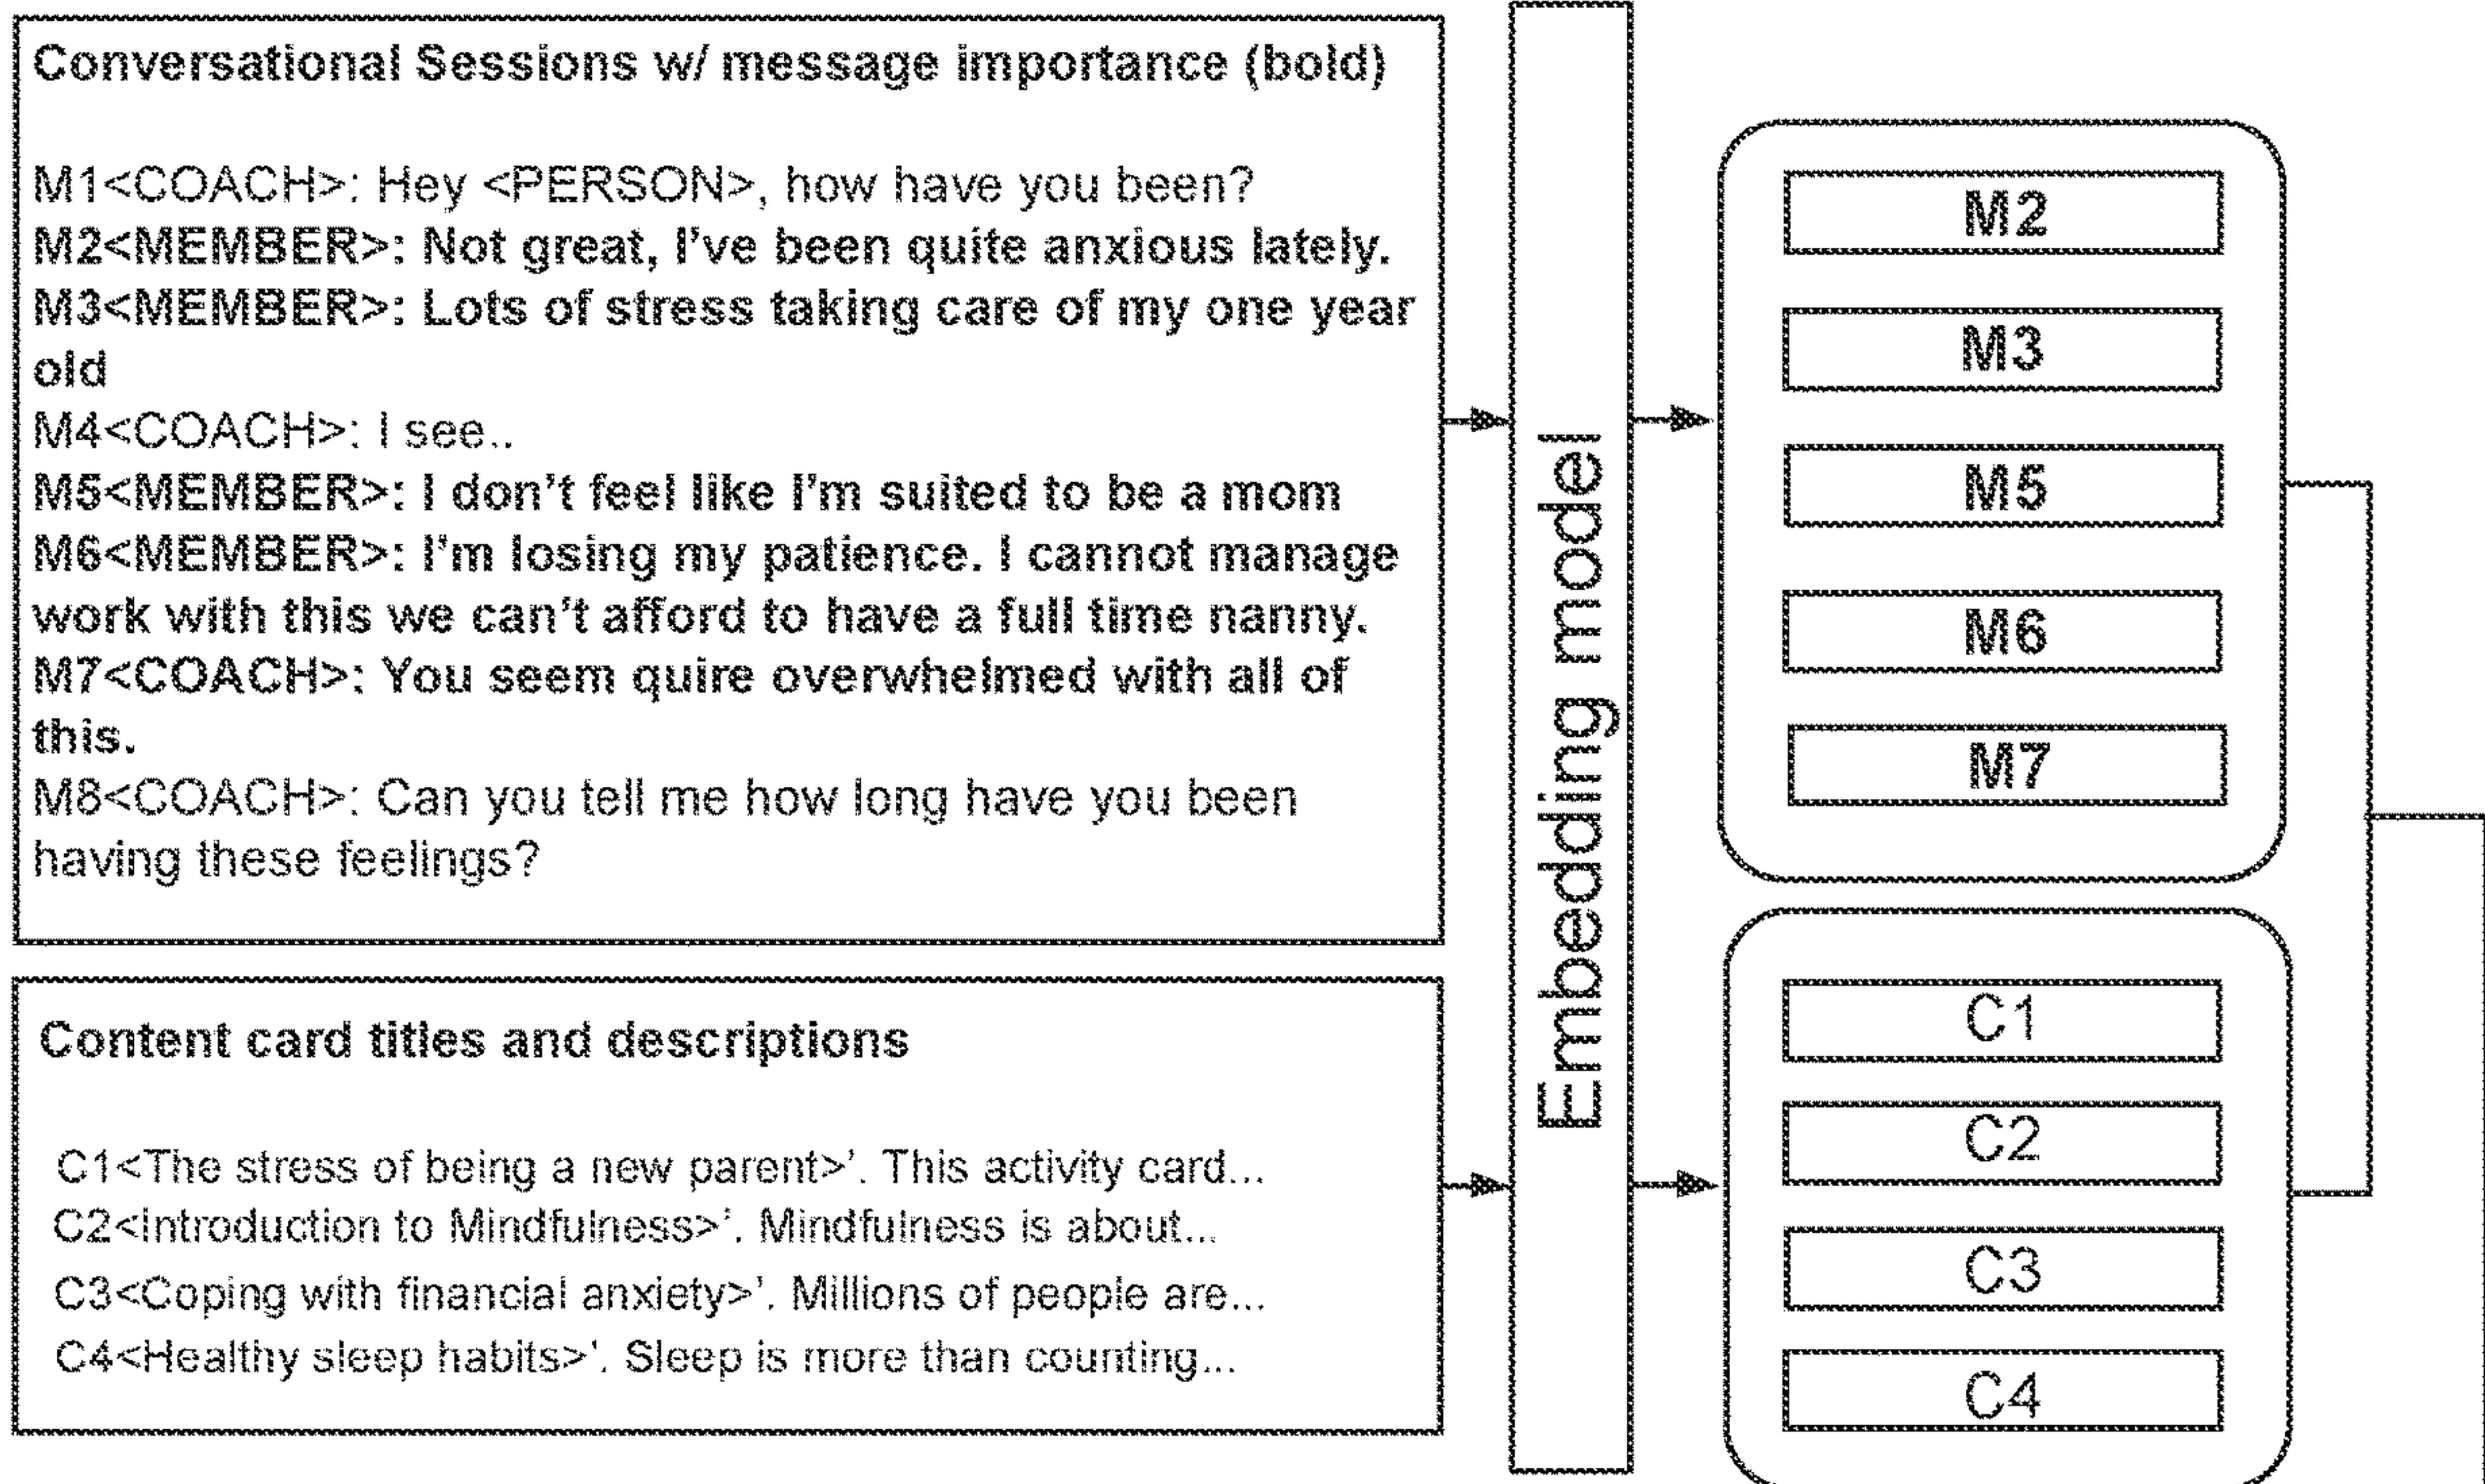 Conversational Sessions w/ message importance (bold)
M1<COACH>: Hey <PERSON>, how have you been?
M2<MEMBER>: Not great, I've been quite anxious lately.
M3<MEMBER>: Lots of stress taking care of my one year
old
M4<COACH>: I see..
M5<MEMBER>: I don't feel like I'm suited to be a mom
M6<MEMBER>: I'm losing my patience. I cannot manage
work with this we can't afford to have a full time nanny.
M7<COACH>: You seem quire overwhelmed with all of
this.
M8<COACH>: Can you tell me how long have you been
having these feelings?
Content card titles and descriptions
C1<The stress of being a new parent>'. This activity card...
C2<Introduction to Mindfulness>'. Mindfulness is about...
C3<Coping with financial anxiety>'. Millions of people are...
C4<Healthy sleep habits>'. Sleep is more than counting...
Embedding model
M2
M3
M5
M6
M7
C1
C2
C3
C4